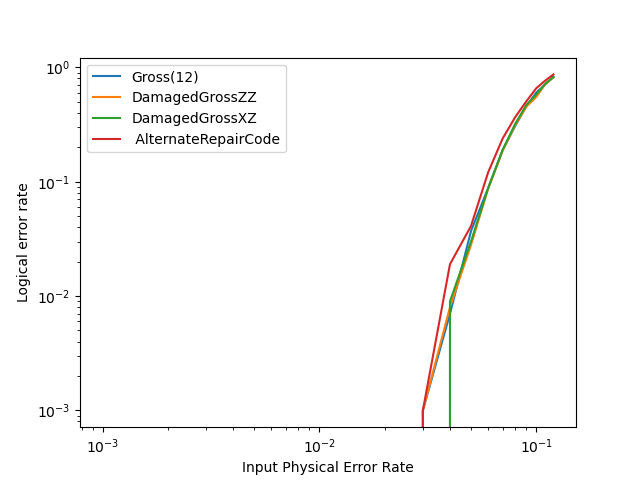 10⁰
10⁻¹
10⁻²
10⁻³
Logical error rate
Gross(12)
DamagedGrossZZ
DamagedGrossXZ
AlternateRepairCode
10⁻³ 10⁻² 10⁻¹
Input Physical Error Rate